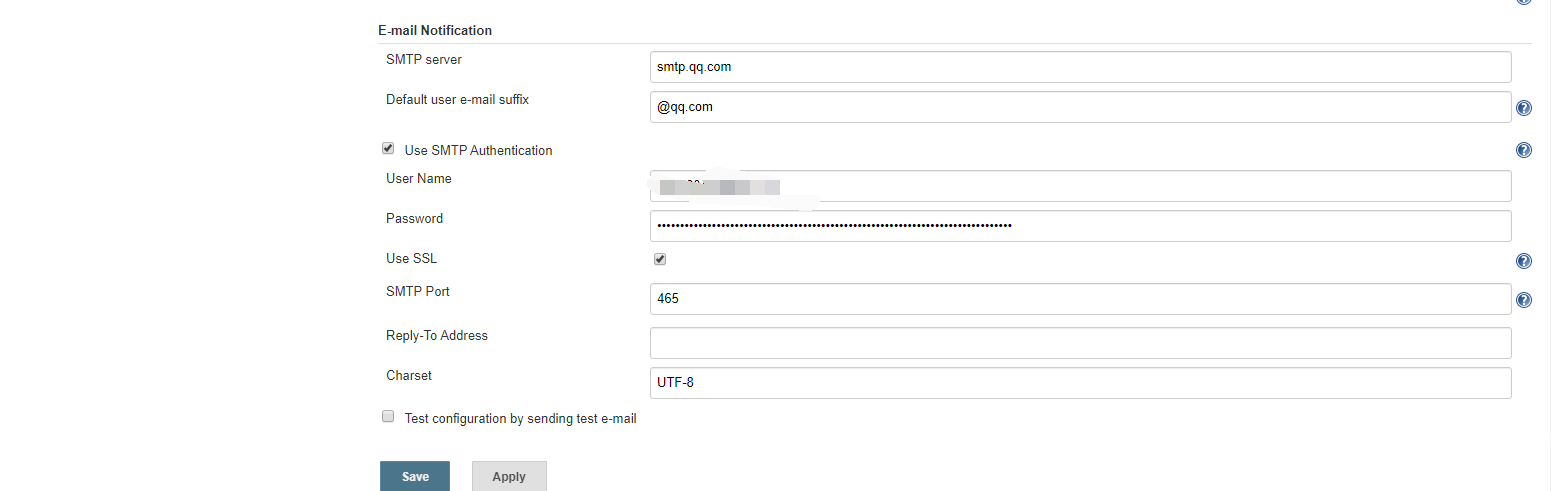 E-mail Notification
SMTP server
smtp.qq.com
Default user e-mail suffix
@qq.com
Use SMTP Authentication
User Name
Password
Use SSL
SMTP Port
465
Reply-To Address
Charset
UTF-8
Test configuration by sending test e-mail
Save
Apply